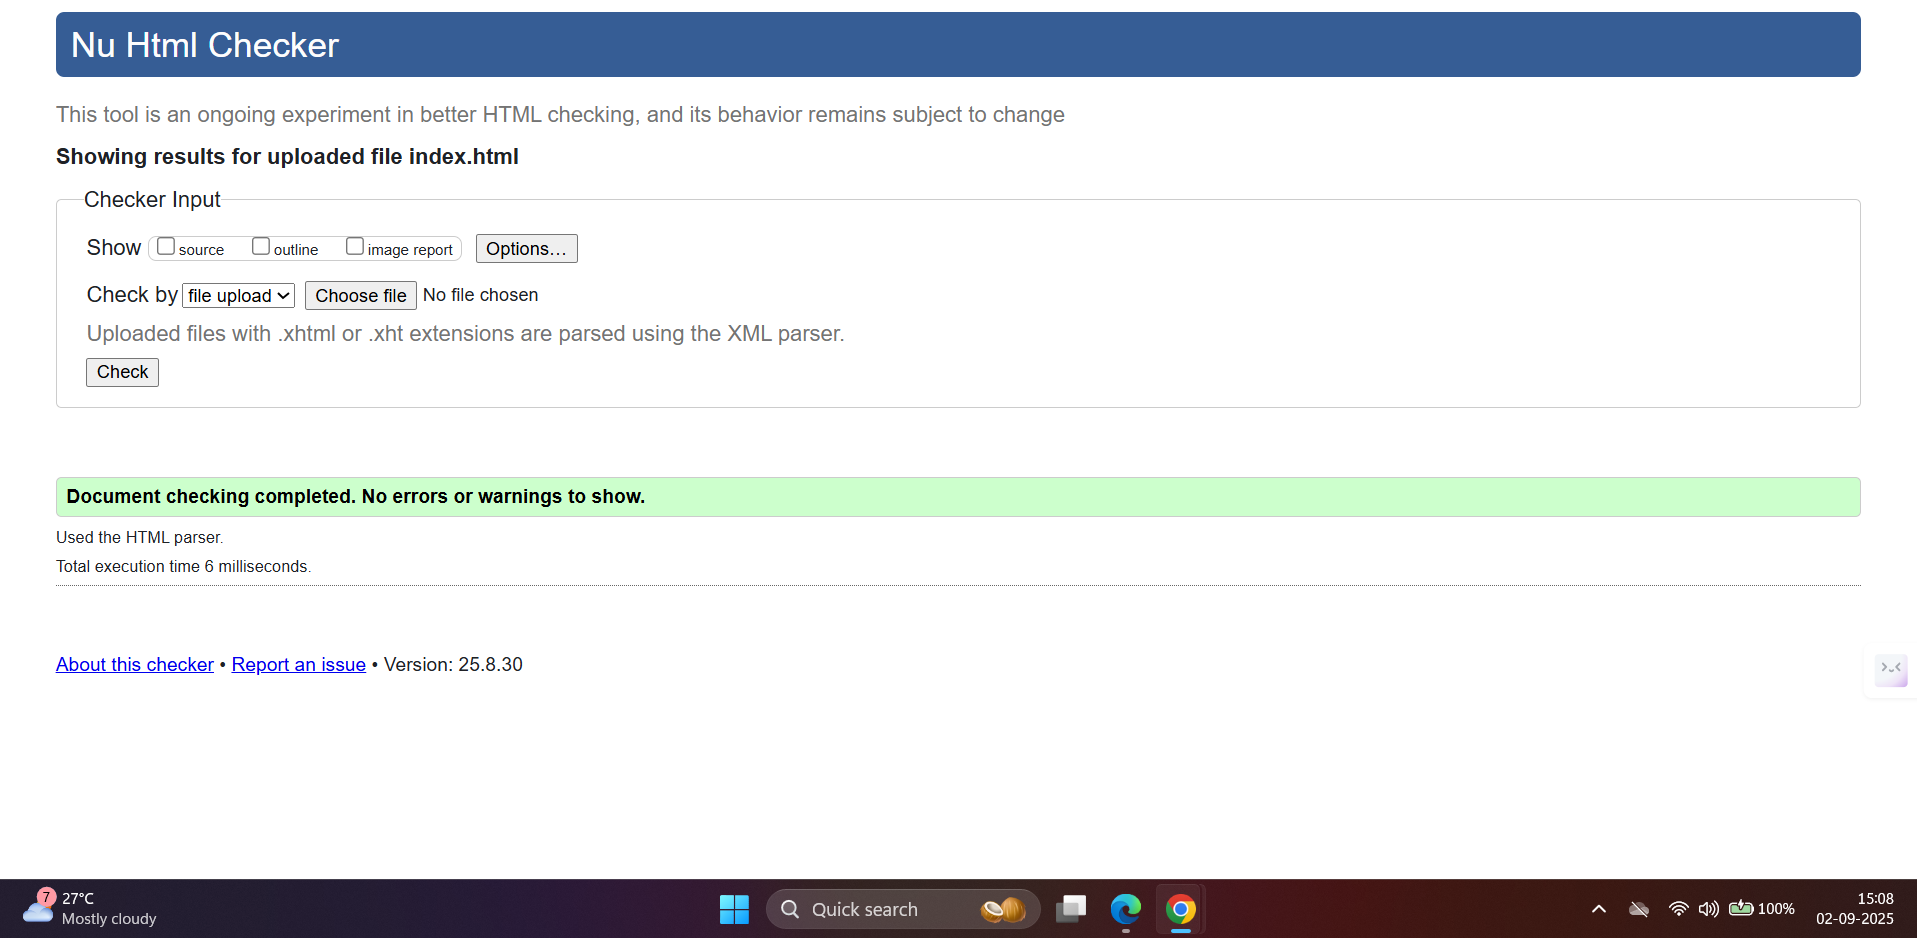 Nu Html Checker
This tool is an ongoing experiment in better HTML checking, and its behavior remains subject to change
Showing results for uploaded file index.html
Checker Input
Show source outline image report Options...
Check by file upload Choose file No file chosen
Uploaded files with .xhtml or .xht extensions are parsed using the XML parser.
Check
Document checking completed. No errors or warnings to show.
Used the HTML parser.
Total execution time 6 milliseconds.
About this checker • Report an issue • Version: 25.8.30
7
27°C
Mostly cloudy
Quick search
100%
15:08
02-09-2025